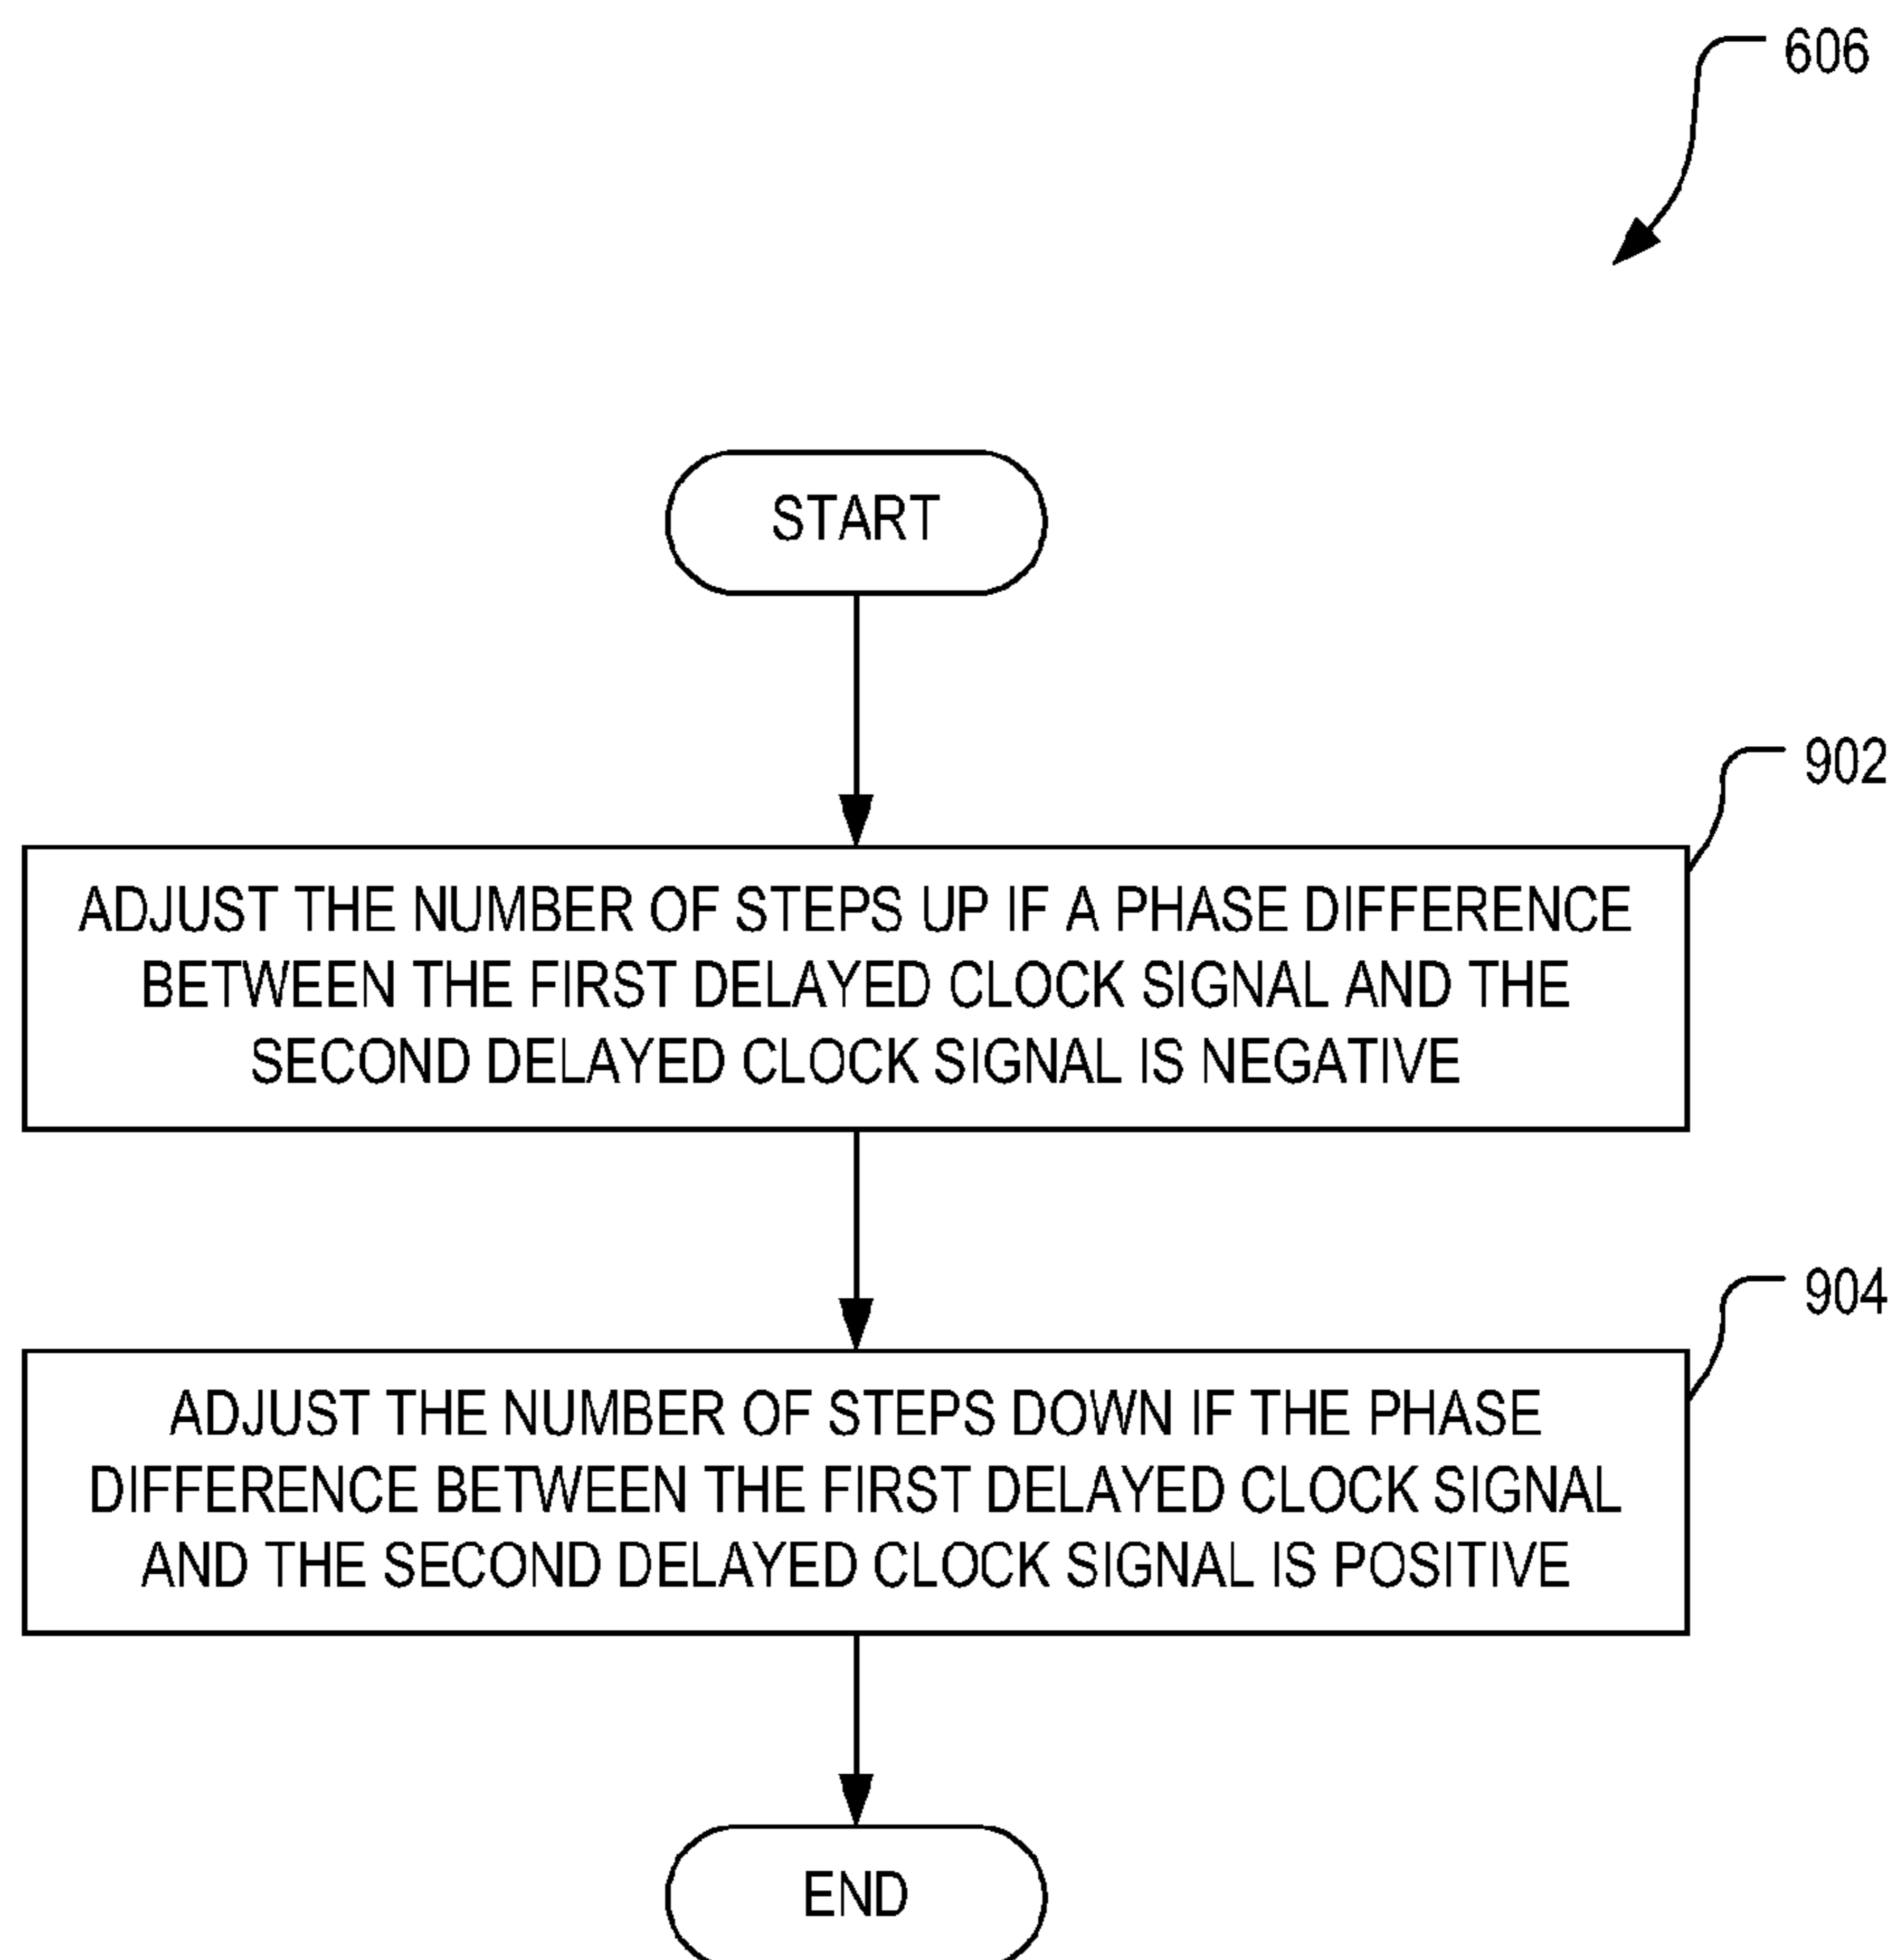 606
START
902
ADJUST THE NUMBER OF STEPS UP IF A PHASE DIFFERENCE
BETWEEN THE FIRST DELAYED CLOCK SIGNAL AND THE
SECOND DELAYED CLOCK SIGNAL IS NEGATIVE
904
ADJUST THE NUMBER OF STEPS DOWN IF THE PHASE
DIFFERENCE BETWEEN THE FIRST DELAYED CLOCK SIGNAL
AND THE SECOND DELAYED CLOCK SIGNAL IS POSITIVE
END